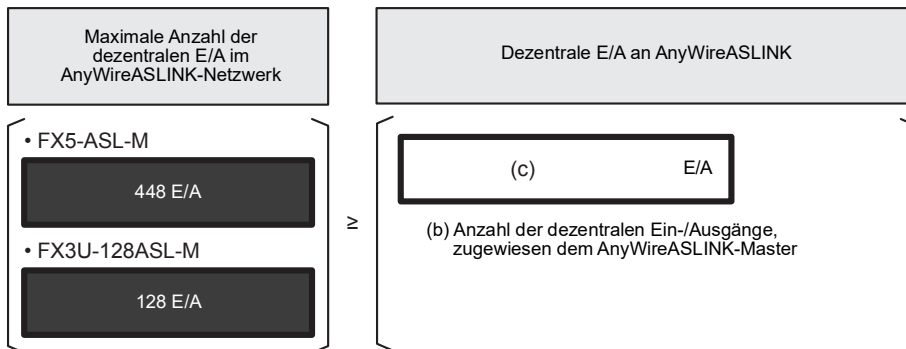 Maximale Anzahl der
dezentralen E/A im
AnyWireASLINK-Netzwerk
Dezentrale E/A an AnyWireASLINK
• FX5-ASL-M
448 E/A
• FX3U-128ASL-M
128 E/A
≥
(c) E/A
(b) Anzahl der dezentralen Ein-/Ausgänge,
zugewiesen dem AnyWireASLINK-Master